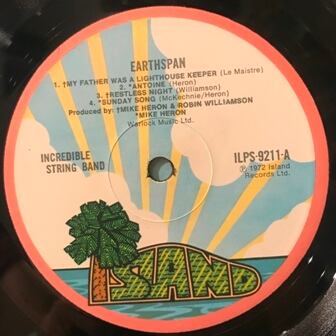 EARTHSPAN
1. †MY FATHER WAS A LIGHTHOUSE KEEPER (Le Maistre)
2. *ANTOINE (Heron)
3. †RESTLESS NIGHT (Williamson)
4. *SUNDAY SONG (McKechnie/Heron)
Produced by: †MIKE HERON & ROBIN WILLIAMSON
*MIKE HERON
Warlock Music Ltd.
INCREDIBLE
STRING BAND
ILPS-9211-A
℗ 1972 Island
Records Ltd.
ISLAND